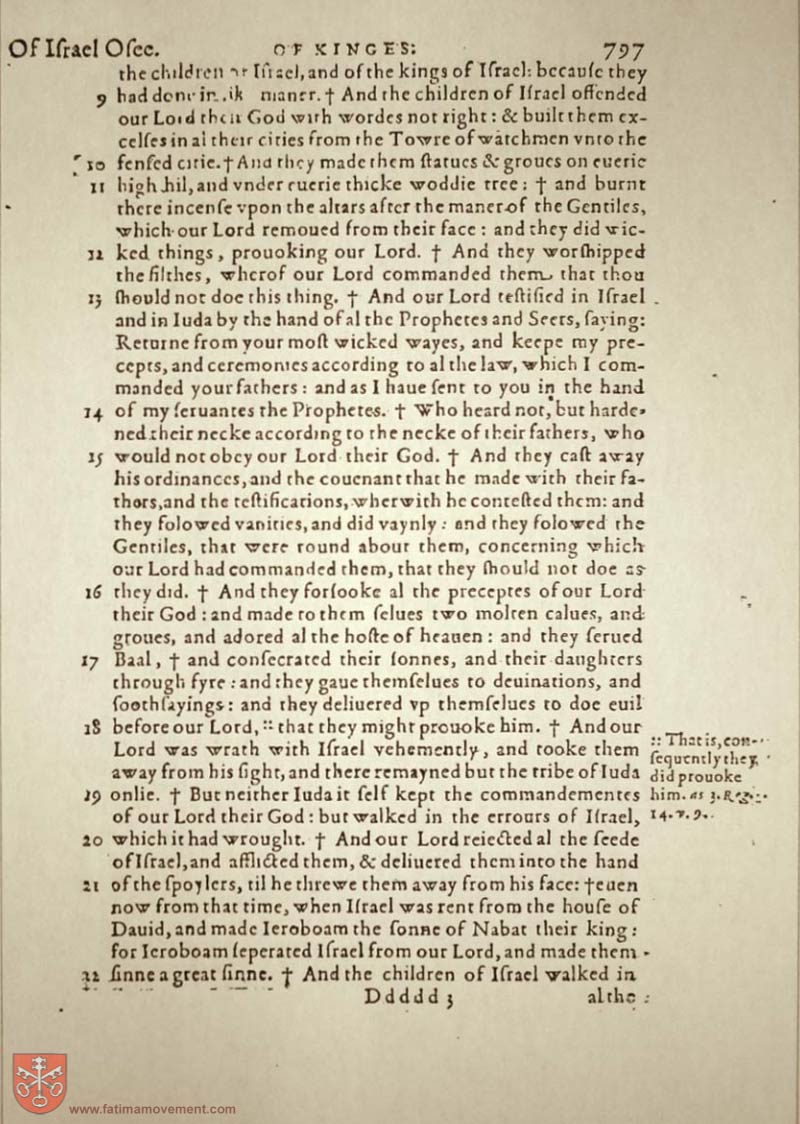 Of Iſrael Oſee. OF KINGES: 797
the children or Iſrael, and of the kings of Iſrael: becauſe they
9 had done in. lik maner. † And the children of Iſrael offended
our Lord their God with wordes not right: & built them ex-
celſes in al their cities from the Towre of watchmen vnto the
10 fenſed citie. † And they made them ſtatues & groues on euerie
11 high hil, and vnder euerie thicke woddie tree: † and burnt
there incenſe vpon the altars after the maner of the Gentiles,
which our Lord remoued from their face: and they did wic-
12 ked things, prouoking our Lord. † And they worſhipped
the filthes, wherof our Lord commanded them, that thou
13 ſhould not doe this thing. † And our Lord teſtified in Iſrael
and in Iuda by the hand of al the Prophetes and Seers, ſaying:
Returne from your moſt wicked wayes, and keepe my pre-
cepts, and ceremonies according to al the law, which I com-
manded your fathers: and as I haue ſent to you in the hand
14 of my ſeruantes the Prophetes. † Who heard not, but harde-
ned their necke according to the necke of their fathers, who
15 would not obey our Lord their God. † And they caſt away
his ordinances, and the couenant that he made with their fa-
thers, and the teſtifications, wherwith he conteſted them: and
they folowed vanities, and did vaynly: and they folowed the
Gentiles, that were round about them, concerning which
our Lord had commanded them, that they ſhould not doe as
16 they did. † And they forſooke al the preceptes of our Lord
their God: and made to them ſelues two molten calues, and
groues, and adored al the hoſte of heauen: and they ſerued
17 Baal, † and conſecrated their ſonnes, and their daughters
through fyre: and they gaue themſelues to deuinations, and
ſoothſayings: and they deliuered vp themſelues to doe euil
18 before our Lord, :: that they might prouoke him. † And our
Lord was wrath with Iſrael vehemently, and tooke them
away from his ſight, and there remayned but the tribe of Iuda
19 onlie. † But neither Iuda it ſelf kept the commandementes
of our Lord their God: but walked in the errours of Iſrael,
20 which it had wrought. † And our Lord reiected al the ſeede
of Iſrael, and afflicted them, & deliuered them into the hand
21 of the ſpoylers, til he threwe them away from his face: † euen
now from that time, when Iſrael was rent from the houſe of
Dauid, and made Ieroboam the ſonne of Nabat their king:
for Ieroboam ſeperated Iſrael from our Lord, and made them
22 ſinne a great ſinne. † And the children of Iſrael walked in
Ddddd 3 al the
:: That is, con-
ſequently they
did prouoke
him. as 3. Reg.
14. v. 9.
www.fatimamovement.com